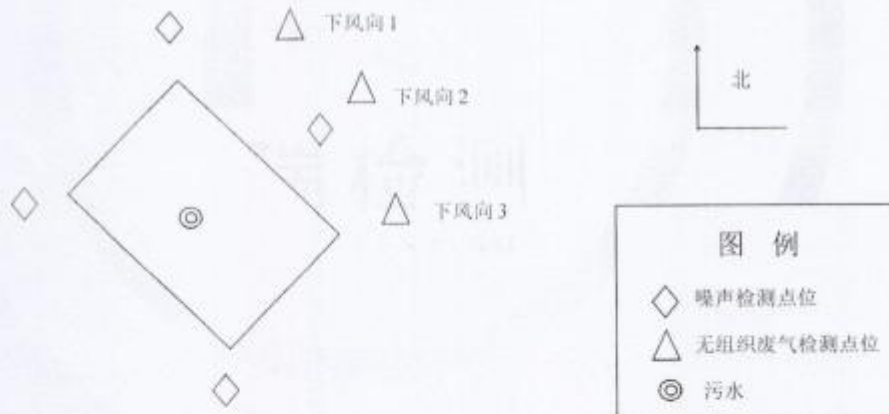 下风向1
下风向2
下风向3
北
图 例
噪声检测点位
无组织废气检测点位
污水